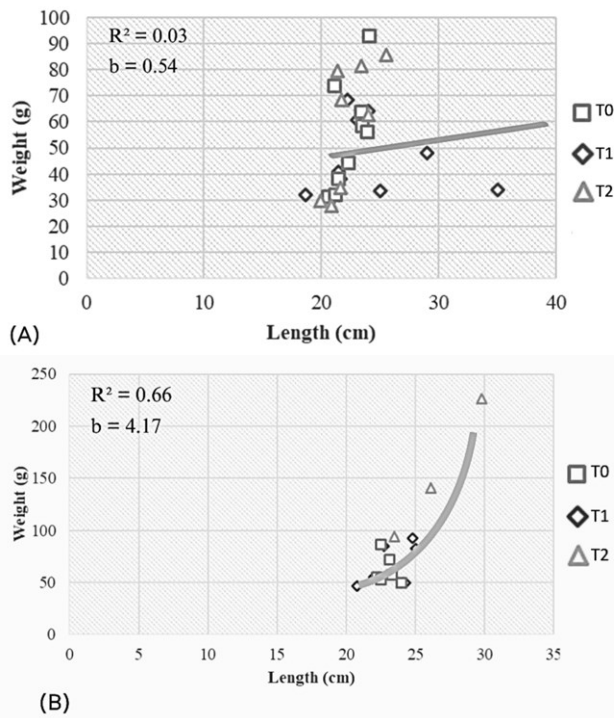 100
90
80
70
60
50
40
30
20
10
0
Weight (g)
R² = 0.03
b = 0.54
0 10 20 30 40
Length (cm)
T0
T1
T2
(A)
250
200
150
100
50
0
Weight (g)
R² = 0.66
b = 4.17
0 5 10 15 20 25 30 35
Length (cm)
T0
T1
T2
(B)